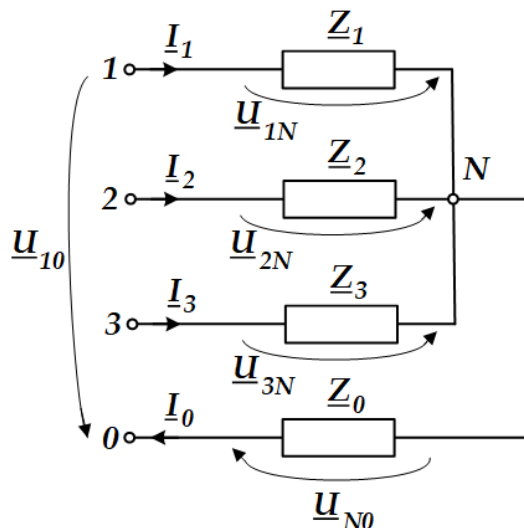 I₁ Z₁
1
u₁N
I₂ Z₂ N
2
u₁₀ u₂N
I₃ Z₃
3
u₃N
I₀ Z₀
0
uN0